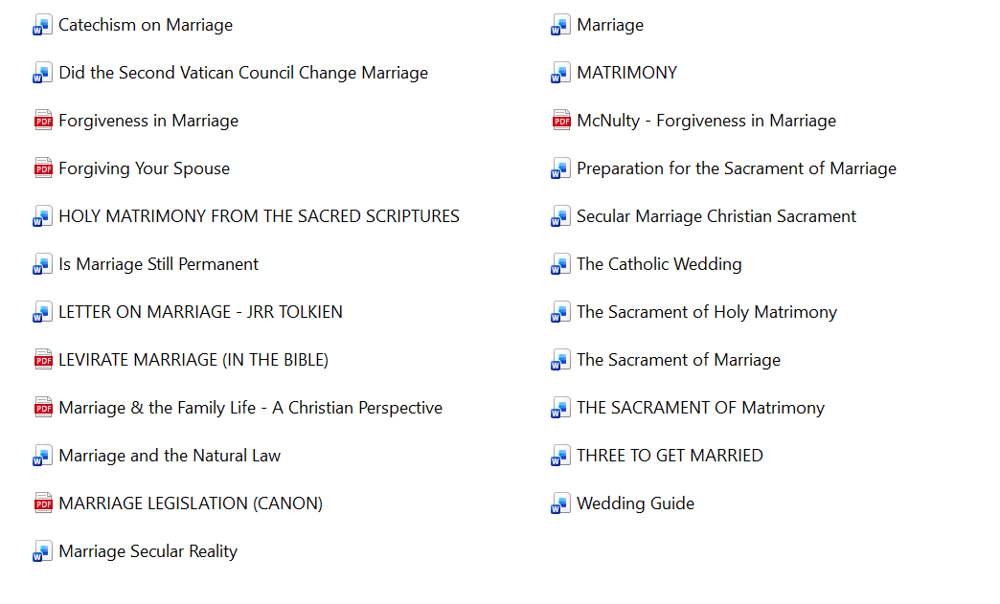 Catechism on Marriage
Did the Second Vatican Council Change Marriage
Forgiveness in Marriage
Forgiving Your Spouse
HOLY MATRIMONY FROM THE SACRED SCRIPTURES
Is Marriage Still Permanent
LETTER ON MARRIAGE - JRR TOLKIEN
LEVIRATE MARRIAGE (IN THE BIBLE)
Marriage & the Family Life - A Christian Perspective
Marriage and the Natural Law
MARRIAGE LEGISLATION (CANON)
Marriage Secular Reality
Marriage
MATRIMONY
McNulty - Forgiveness in Marriage
Preparation for the Sacrament of Marriage
Secular Marriage Christian Sacrament
The Catholic Wedding
The Sacrament of Holy Matrimony
The Sacrament of Marriage
THE SACRAMENT OF Matrimony
THREE TO GET MARRIED
Wedding Guide